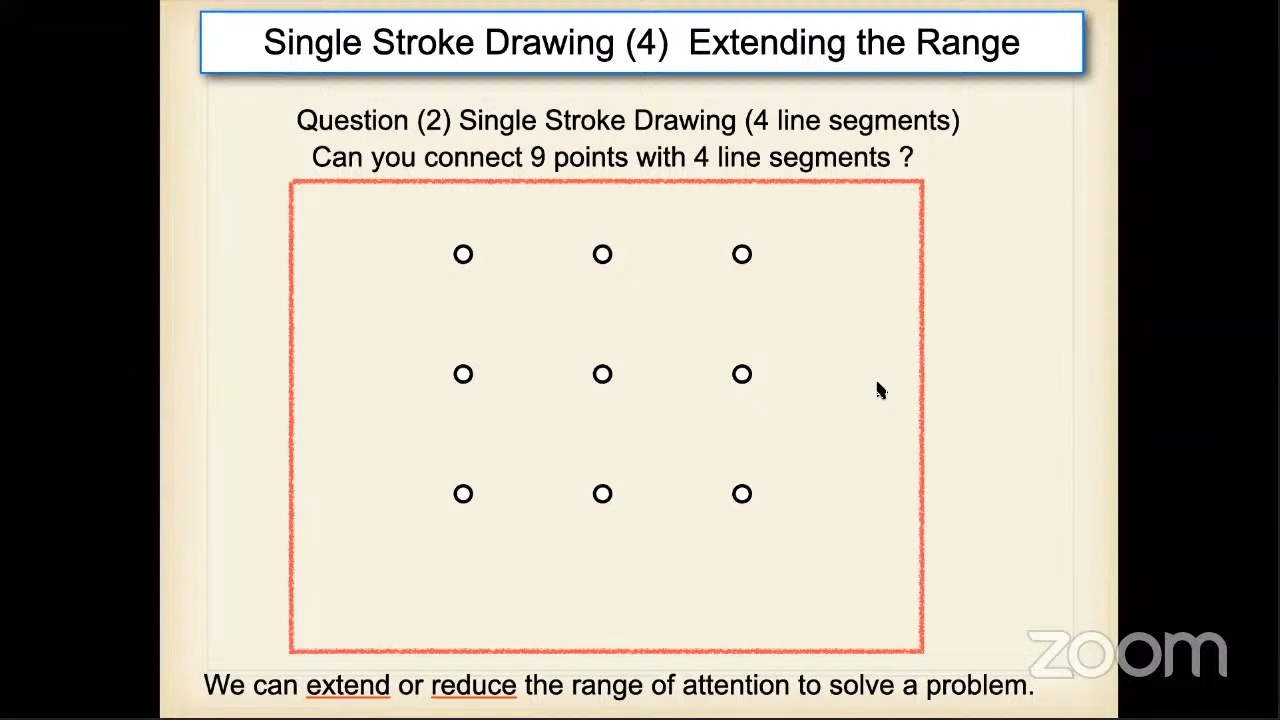 Single Stroke Drawing (4)  Extending the Range
Question (2) Single Stroke Drawing (4 line segments)
Can you connect 9 points with 4 line segments ?
zoom
We can extend or reduce the range of attention to solve a problem.